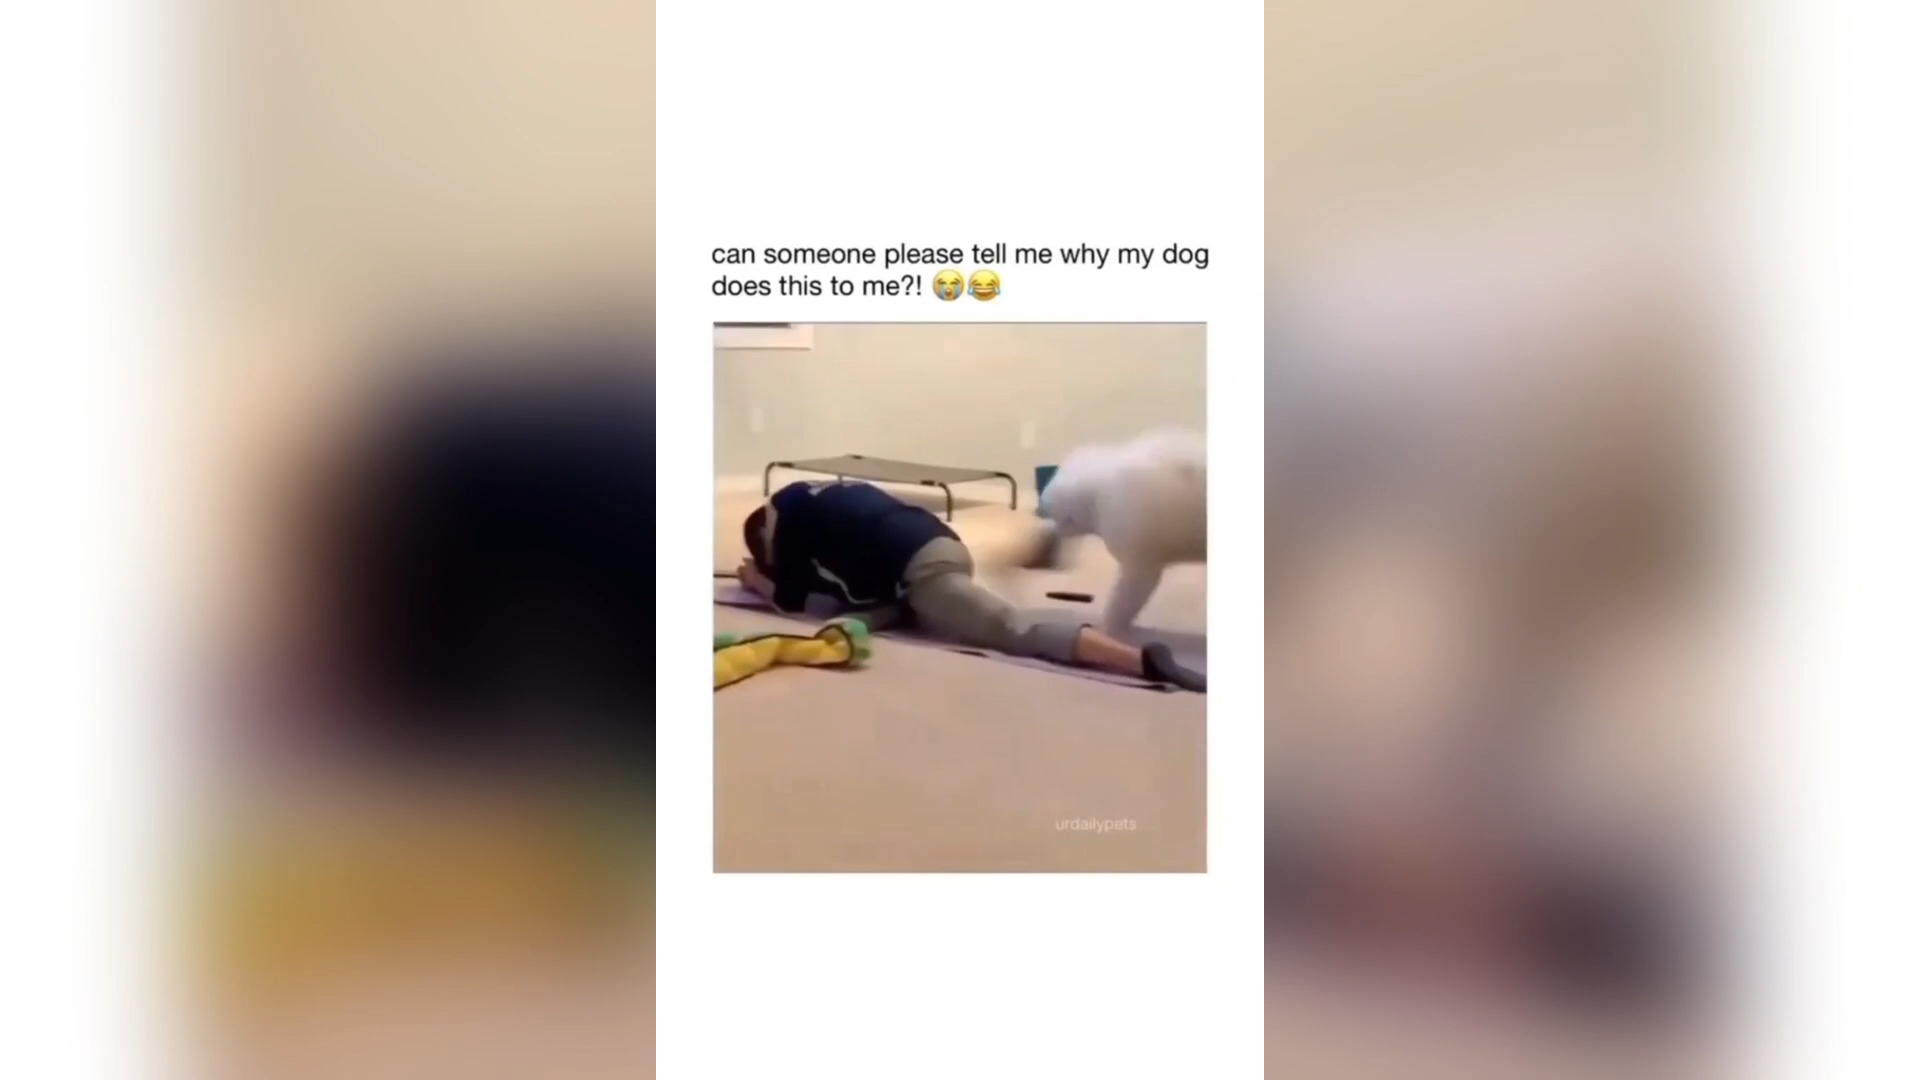 can someone please tell me why my dog
does this to me?! 😭😂
urdailypets